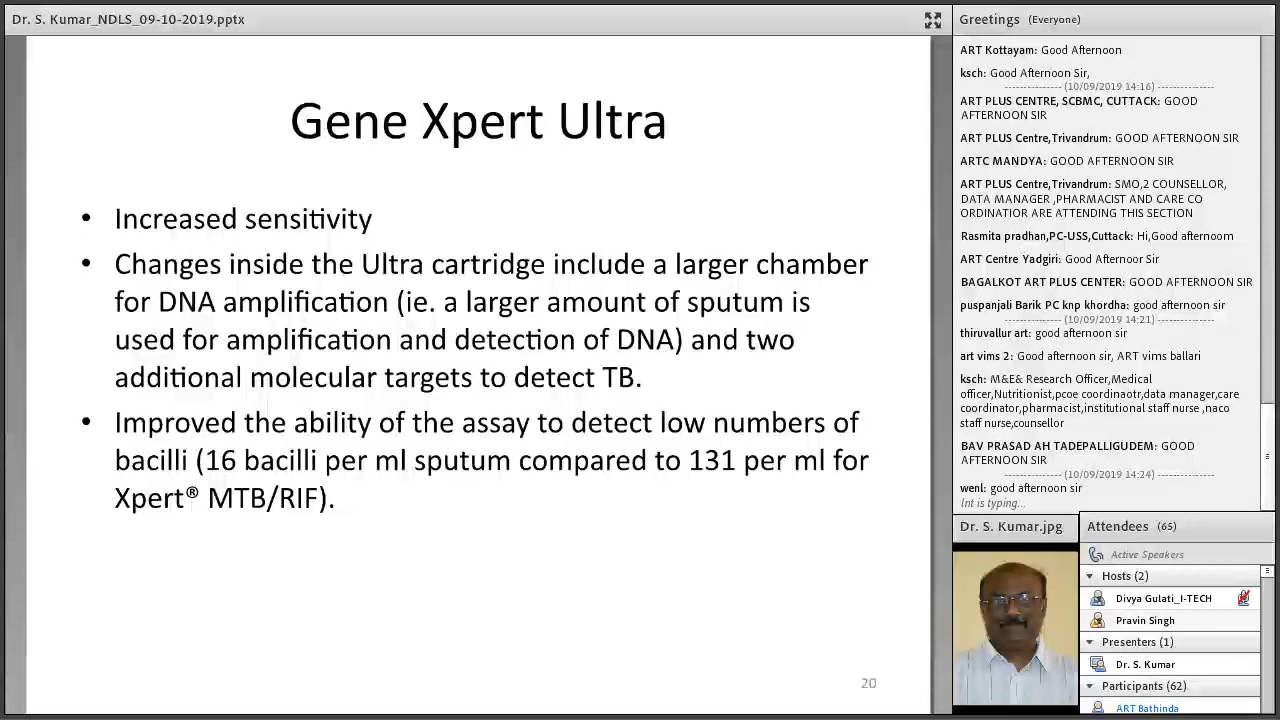 Dr. S. Kumar_NDLS_09-10-2019.pptx
Gene Xpert Ultra
• Increased sensitivity
• Changes inside the Ultra cartridge include a larger chamber
for DNA amplification (ie. a larger amount of sputum is
used for amplification and detection of DNA) and two
additional molecular targets to detect TB.
• Improved the ability of the assay to detect low numbers of
bacilli (16 bacilli per ml sputum compared to 131 per ml for
Xpert® MTB/RIF).
20
Greetings (Everyone)
ART Kottayam: Good Afternoon
ksch: Good Afternoon Sir,
--------------- (10/09/2019 14:16) ---------------
ART PLUS CENTRE, SCBMC, CUTTACK: GOOD
AFTERNOON SIR
ART PLUS Centre,Trivandrum: GOOD AFTERNOON SIR
ARTC MANDYA: GOOD AFTERNOON SIR
ART PLUS Centre,Trivandrum: SMO,2 COUNSELLOR,
DATA MANAGER ,PHARMACIST AND CARE CO
ORDINATIOR ARE ATTENDING THIS SECTION
Rasmita pradhan,PC-USS,Cuttack: Hi,Good afternoom
ART Centre Yadgiri: Good Afternoor Sir
BAGALKOT ART PLUS CENTER: GOOD AFTERNOON SIR
puspanjali Barik PC knp khordha: good afternoon sir
--------------- (10/09/2019 14:21) ---------------
thiruvallur art: good afternoon sir
art vims 2: Good afternoon sir, ART vims ballari
ksch: M&E& Research Officer,Medical
officer,Nutritionist,pcoe coordinaotr,data manager,care
coordinator,pharmacist,institutional staff nurse ,naco
staff nurse,counsellor
BAV PRASAD AH TADEPALLIGUDEM: GOOD
AFTERNOON SIR
--------------- (10/09/2019 14:24) ---------------
wenl: good afternoon sir
Int is typing...
Dr. S. Kumar.jpg
Attendees (65)
Active Speakers
Hosts (2)
Divya Gulati_I-TECH
Pravin Singh
Presenters (1)
Dr. S. Kumar
Participants (62)
ART Bathinda